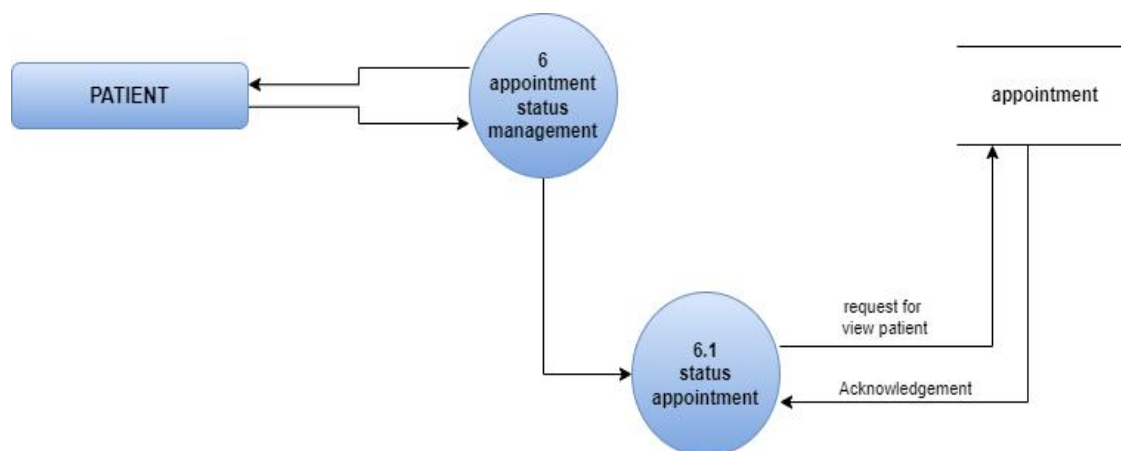 PATIENT
6
appointment
status
management
appointment
request for
view patient
6.1
status
appointment
Acknowledgement